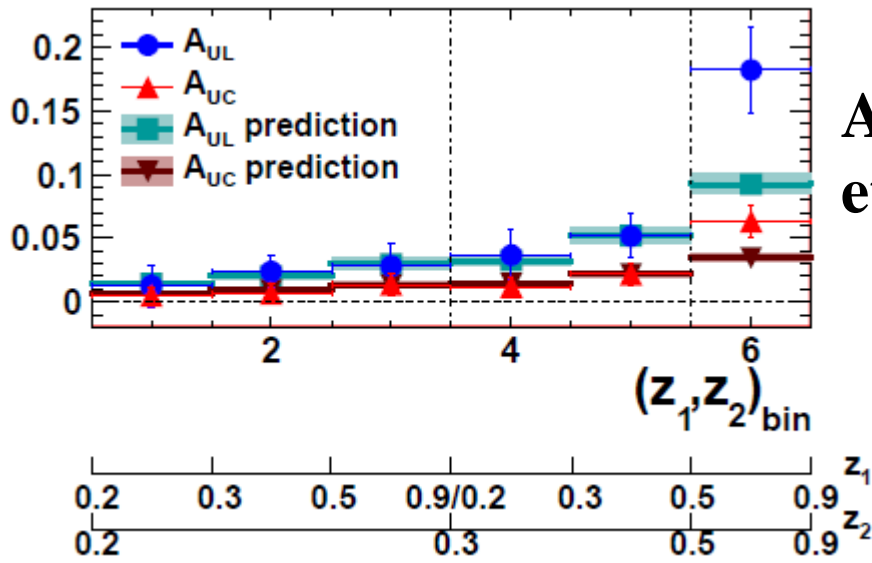 0.2
0.15
0.1
0.05
0
A_UL
A_UC
A_UL prediction
A_UC prediction
2 4 6
(z_1,z_2)_bin
z_1
0.2 0.3 0.5 0.9/0.2 0.3 0.5 0.9
z_2
0.2 0.3 0.5 0.9